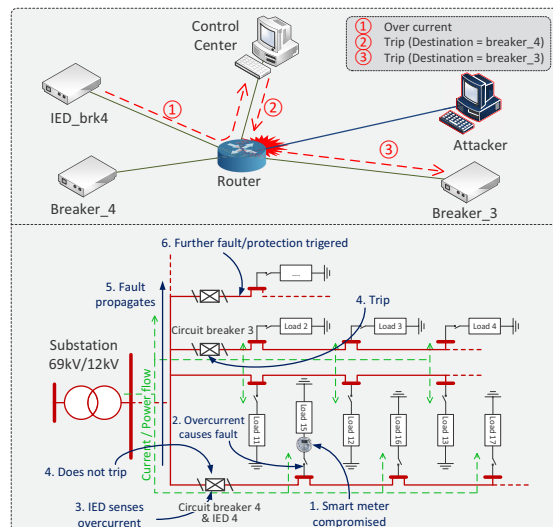 Control
Center
① Over current
② Trip (Destination = breaker_4)
③ Trip (Destination = breaker_3)
①
②
③
IED_brk4
Attacker
Router
Breaker_4
Breaker_3
6. Further fault/protection trigered
.....
5. Fault
propagates
4. Trip
Circuit breaker 3
Load 2
Load 3
Load 4
Substation
69kV/12kV
Current / Power flow
2. Overcurrent
causes fault
Load 11
Load 15
Load 12
Load 16
Load 13
Load 17
4. Does not trip
3. IED senses
overcurrent
Circuit breaker 4
& IED 4
1. Smart meter
compromised